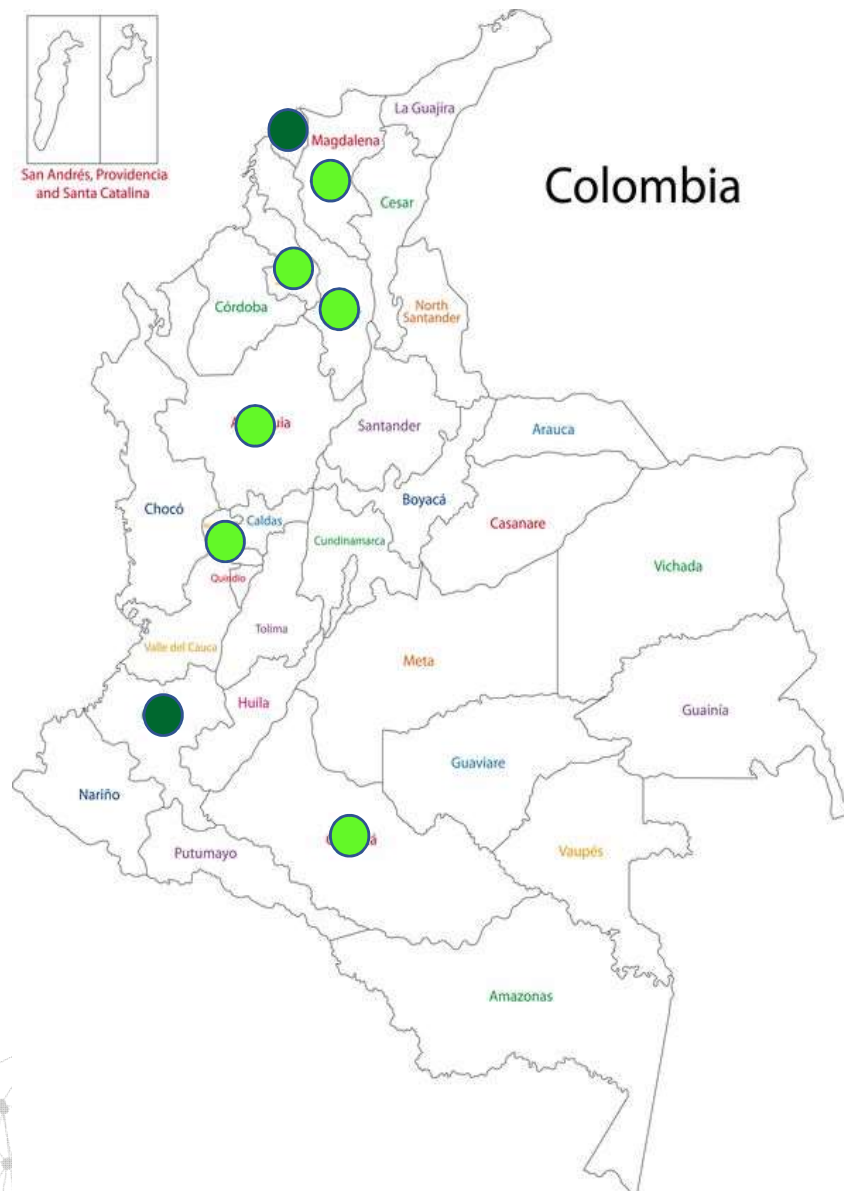 La Guajira
Magdalena
San Andrés, Providencia
and Santa Catalina
Colombia
Cesar
Córdoba
North
Santander
Santander
Arauca
Boyacá
Chocó
Caldas
Casanare
Cundinamarca
Vichada
Quindio
Tolima
Valle del Cauca
Meta
Huila
Guainía
Guaviare
Nariño
Putumayo
Vaupés
Amazonas